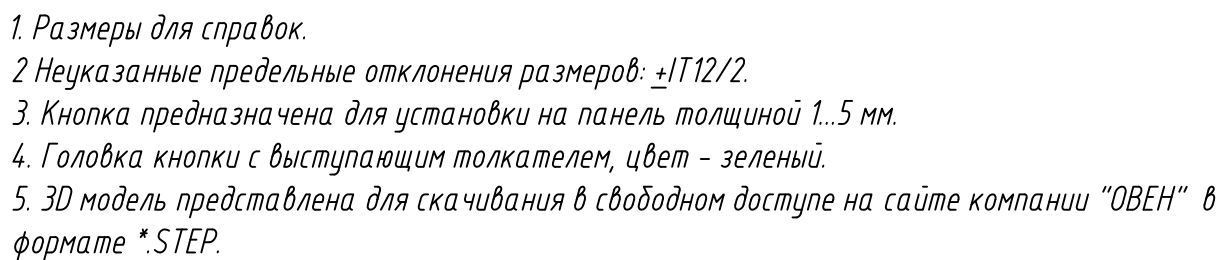 1. Размеры для справок.
2 Неуказанные предельные отклонения размеров: ±IT12/2.
3. Кнопка предназначена для установки на панель толщиной 1...5 мм.
4. Головка кнопки с выступающим толкателем, цвет - зеленый.
5. 3D модель представлена для скачивания в свободном доступе на сайте компании "ОВЕН" в
формате *.STEP.